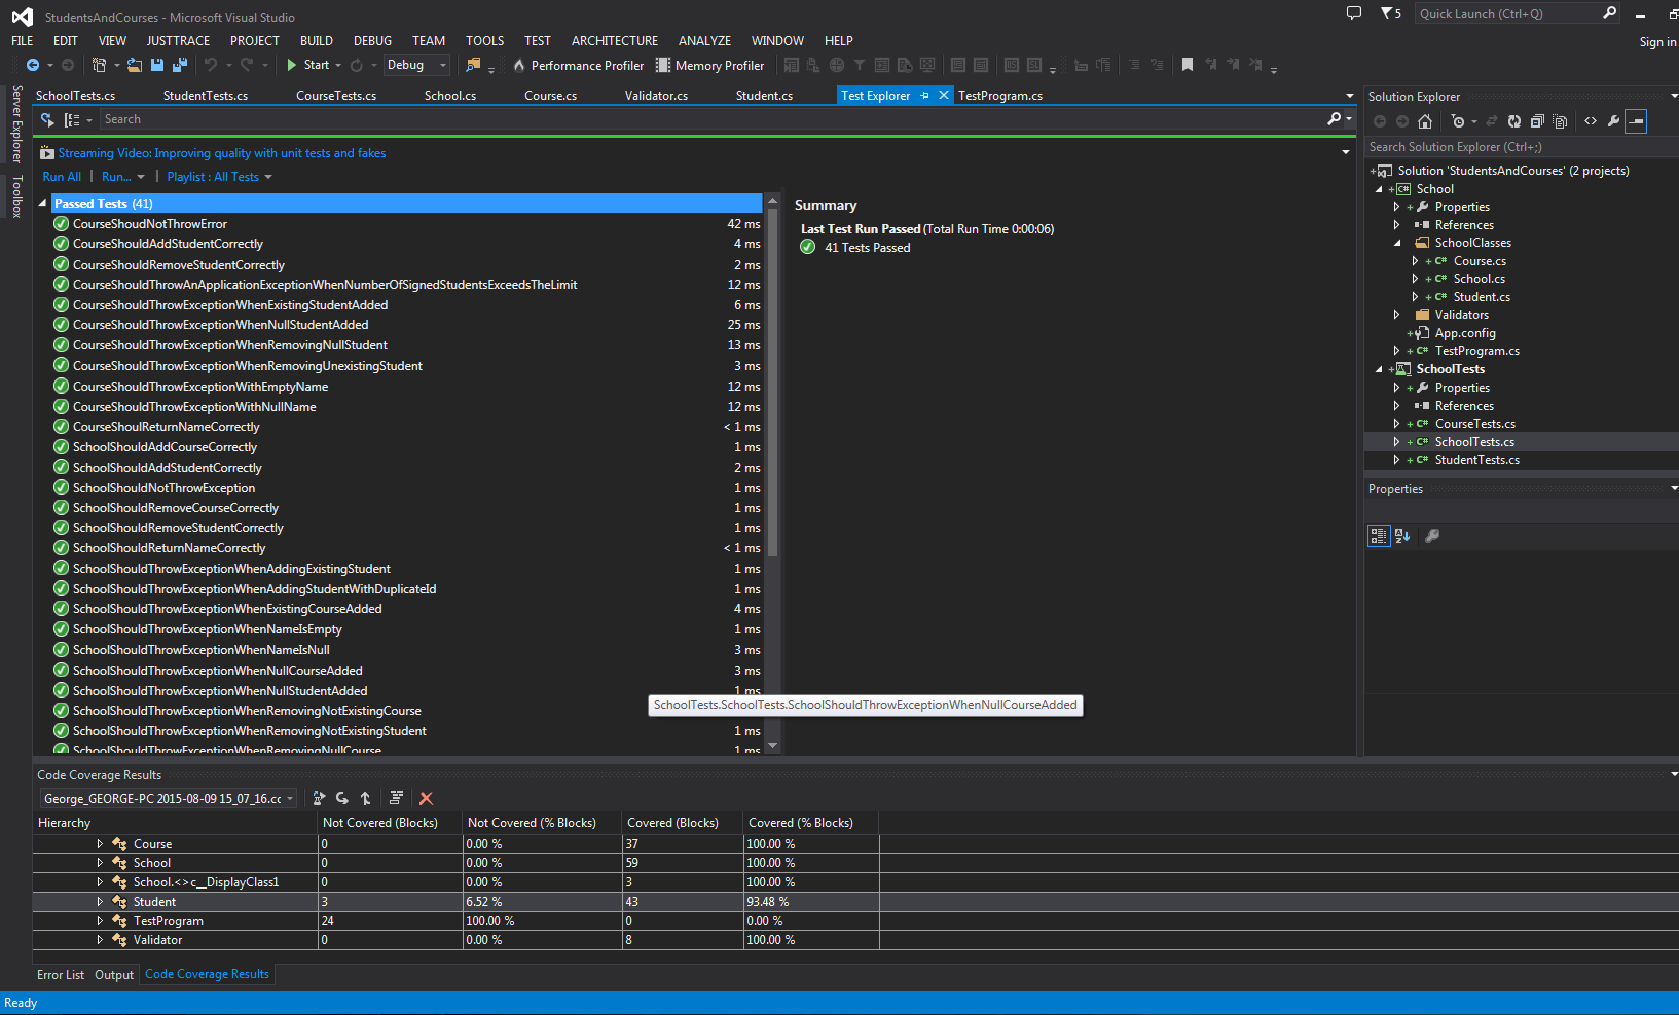 StudentsAndCourses - Microsoft Visual Studio
5
Quick Launch (Ctrl+Q)
FILE EDIT VIEW JUSTTRACE PROJECT BUILD DEBUG TEAM TOOLS TEST ARCHITECTURE ANALYZE WINDOW HELP
Sign in
Start Debug Performance Profiler Memory Profiler
Server Explorer
Toolbox
SchoolTests.cs StudentTests.cs CourseTests.cs School.cs Course.cs Validator.cs Student.cs Test Explorer TestProgram.cs
Search
Streaming Video: Improving quality with unit tests and fakes
Run All | Run... | Playlist : All Tests
Passed Tests (41)
CourseShoudNotThrowError 42 ms
CourseShouldAddStudentCorrectly 4 ms
CourseShouldRemoveStudentCorrectly 2 ms
CourseShouldThrowAnApplicationExceptionWhenNumberOfSignedStudentsExceedsTheLimit 12 ms
CourseShouldThrowExceptionWhenExistingStudentAdded 6 ms
CourseShouldThrowExceptionWhenNullStudentAdded 25 ms
CourseShouldThrowExceptionWhenRemovingNullStudent 13 ms
CourseShouldThrowExceptionWhenRemovingUnexistingStudent 3 ms
CourseShouldThrowExceptionWithEmptyName 12 ms
CourseShouldThrowExceptionWithNullName 12 ms
CourseShoulReturnNameCorrectly < 1 ms
SchoolShouldAddCourseCorrectly 1 ms
SchoolShouldAddStudentCorrectly 2 ms
SchoolShouldNotThrowException 1 ms
SchoolShouldRemoveCourseCorrectly 1 ms
SchoolShouldRemoveStudentCorrectly 1 ms
SchoolShouldReturnNameCorrectly < 1 ms
SchoolShouldThrowExceptionWhenAddingExistingStudent 1 ms
SchoolShouldThrowExceptionWhenAddingStudentWithDuplicateId 1 ms
SchoolShouldThrowExceptionWhenExistingCourseAdded 4 ms
SchoolShouldThrowExceptionWhenNameIsEmpty 1 ms
SchoolShouldThrowExceptionWhenNameIsNull 3 ms
SchoolShouldThrowExceptionWhenNullCourseAdded 3 ms
SchoolShouldThrowExceptionWhenNullStudentAdded 1 ms
SchoolShouldThrowExceptionWhenRemovingNotExistingCourse
SchoolShouldThrowExceptionWhenRemovingNotExistingStudent 1 ms
SchoolShouldThrowExceptionWhenRemovingNullCourse 1 ms
SchoolTests.SchoolTests.SchoolShouldThrowExceptionWhenNullCourseAdded
Summary
Last Test Run Passed (Total Run Time 0:00:06)
41 Tests Passed
Solution Explorer
Search Solution Explorer (Ctrl+;)
Solution 'StudentsAndCourses' (2 projects)
School
Properties
References
SchoolClasses
Course.cs
School.cs
Student.cs
Validators
App.config
TestProgram.cs
SchoolTests
Properties
References
CourseTests.cs
SchoolTests.cs
StudentTests.cs
Properties
Code Coverage Results
George_GEORGE-PC 2015-08-09 15_07_16.cc
Hierarchy Not Covered (Blocks) Not Covered (% Blocks) Covered (Blocks) Covered (% Blocks)
Course 0 0.00 % 37 100.00 %
School 0 0.00 % 59 100.00 %
School.<>c__DisplayClass1 0 0.00 % 3 100.00 %
Student 3 6.52 % 43 93.48 %
TestProgram 24 100.00 % 0 0.00 %
Validator 0 0.00 % 8 100.00 %
Error List Output Code Coverage Results
Ready